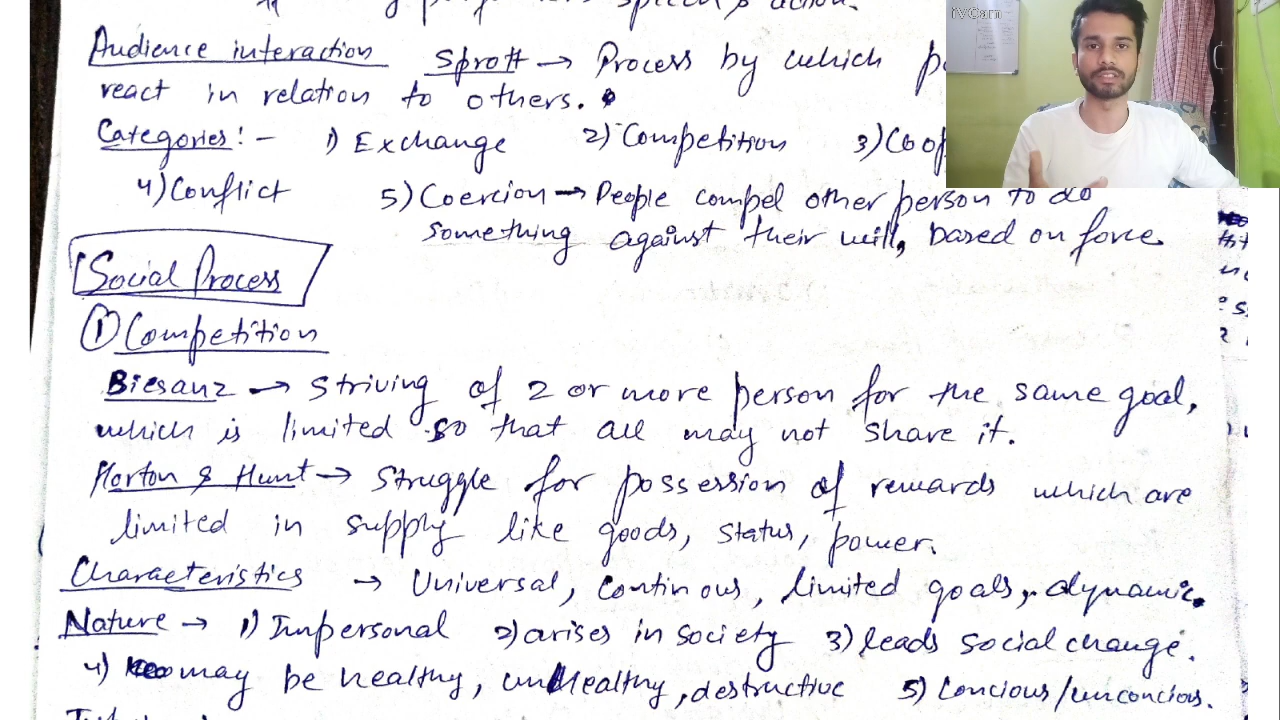 speech & action.
Audience interaction Sprott → Process by which
react in relation to others.
Categories:- 1) Exchange 2) Competition 3) Coop
4) Conflict 5) Coercion → People compel other person to do
something against their will, based on force.
Social Process
① Competition
Biesanz → Striving of 2 or more person for the same goal,
which is limited so that all may not share it.
Horton & Hunt → Struggle for possession of rewards which are
limited in supply like goods, status, power.
Characteristics → Universal, continous, limited goals, dynamic.
Nature → 1) Impersonal 2) arises in society 3) leads social change.
4) may be healthy, unhealthy, destructive 5) Concious/unconcious.
iVCam